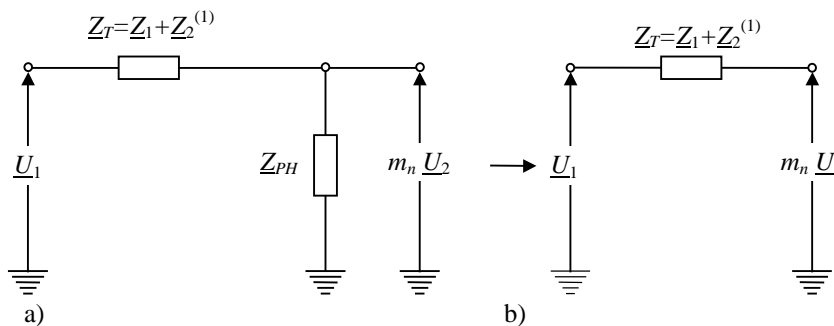 Z_T=Z_1+Z_2^(1)
Z_T=Z_1+Z_2^(1)
U_1
Z_PH
m_n U_2
U_1
m_n U
a)
b)